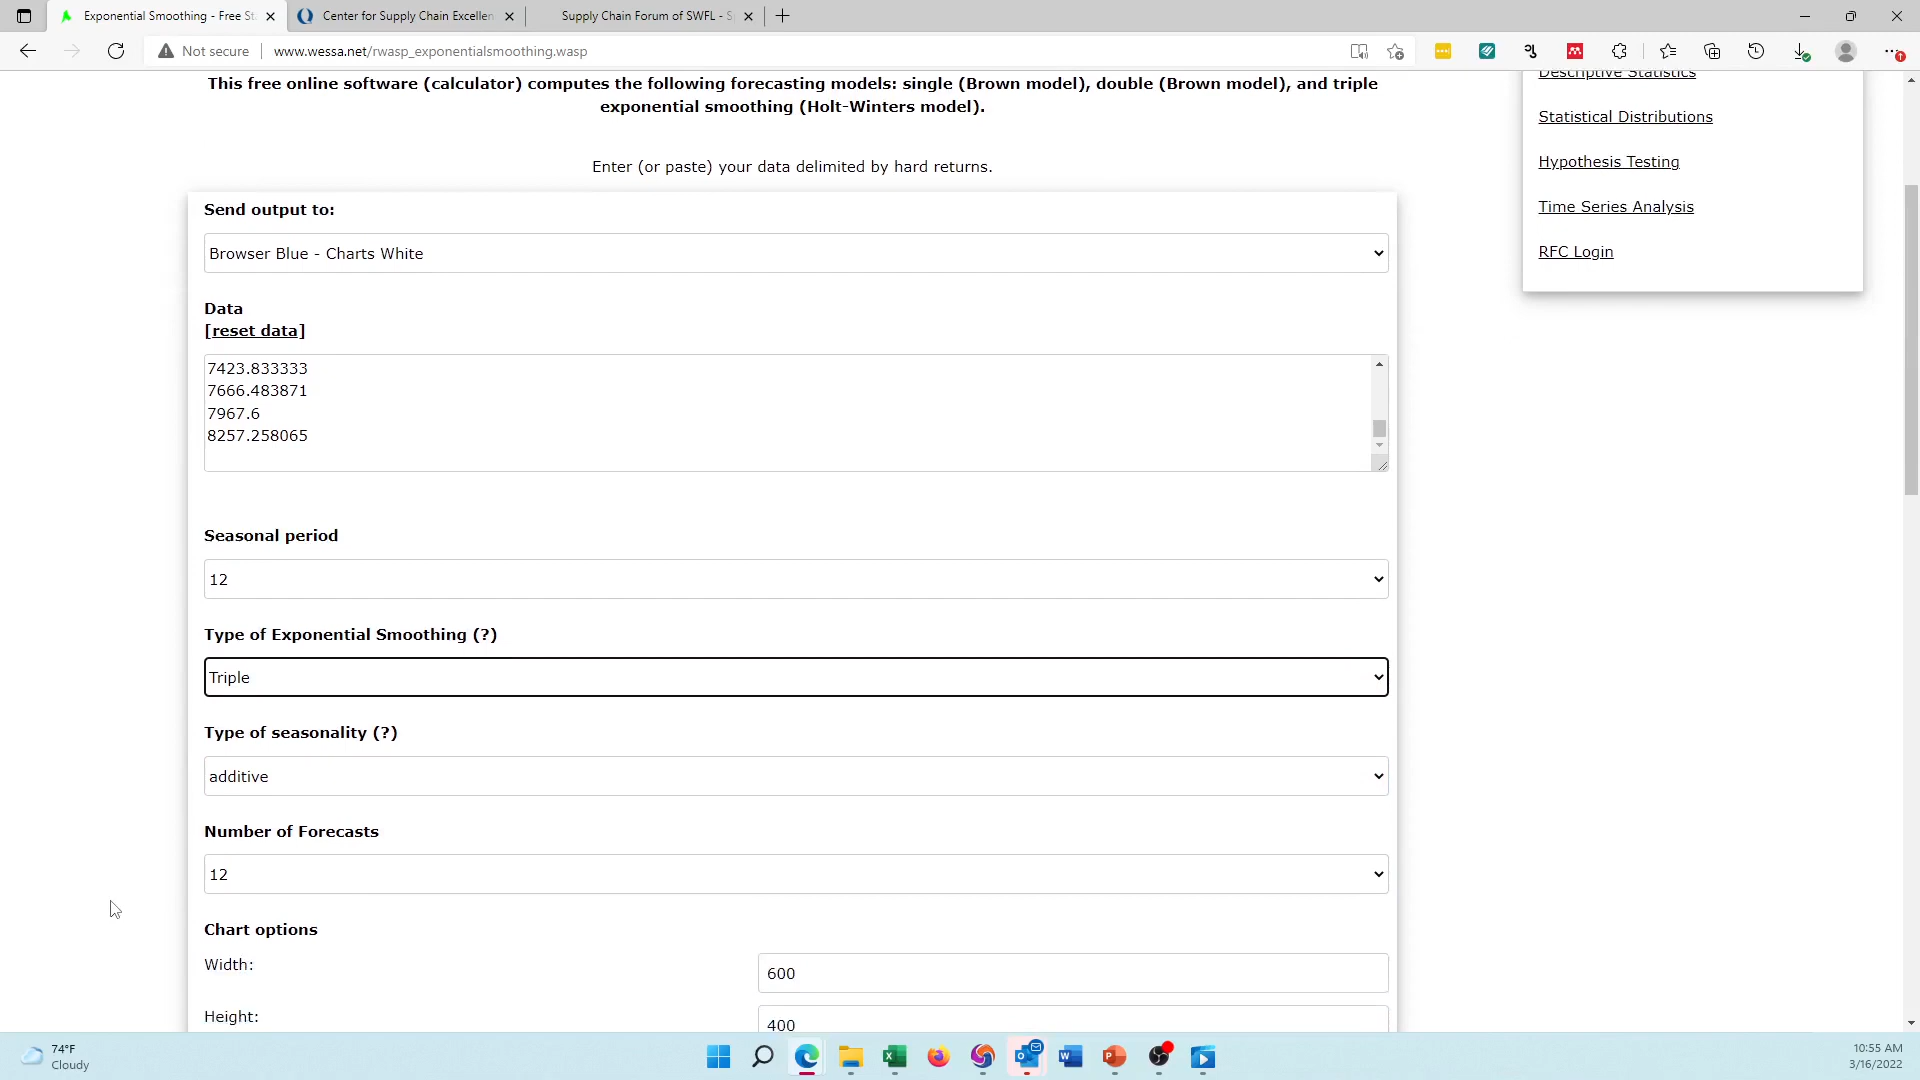 Exponential Smoothing - Free St
Center for Supply Chain Excellen
Supply Chain Forum of SWFL - S
Not secure
www.wessa.net/rwasp_exponentialsmoothing.wasp
This free online software (calculator) computes the following forecasting models: single (Brown model), double (Brown model), and triple
exponential smoothing (Holt-Winters model).
Enter (or paste) your data delimited by hard returns.
Send output to:
Browser Blue - Charts White
Data
[reset data]
7423.833333
7666.483871
7967.6
8257.258065
Seasonal period
12
Type of Exponential Smoothing (?)
Triple
Type of seasonality (?)
additive
Number of Forecasts
12
Chart options
Width:
600
Height:
400
Descriptive Statistics
Statistical Distributions
Hypothesis Testing
Time Series Analysis
RFC Login
74°F
Cloudy
10:55 AM
3/16/2022